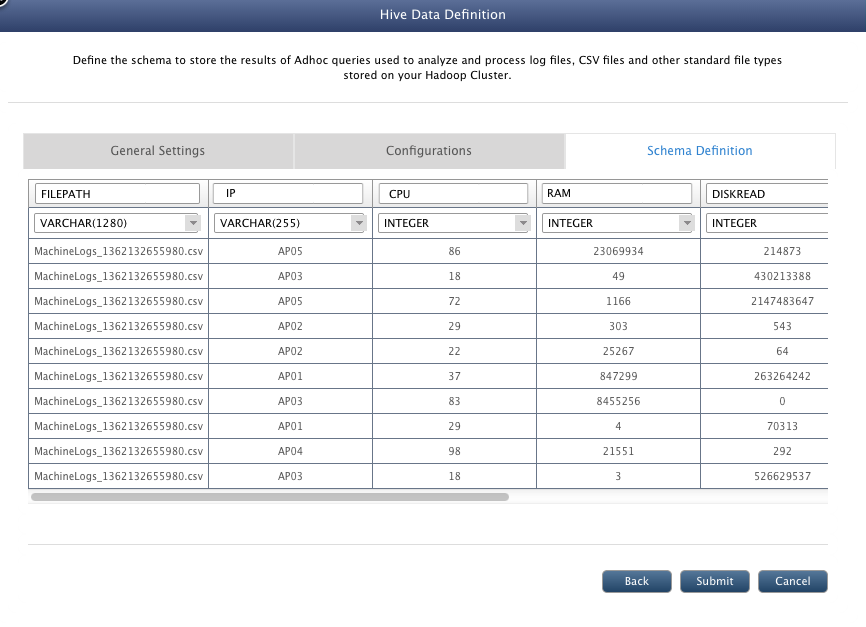 Hive Data Definition
Define the schema to store the results of Adhoc queries used to analyze and process log files, CSV files and other standard file types
stored on your Hadoop Cluster.
General Settings Configurations Schema Definition
FILEPATH IP CPU RAM DISKREAD
VARCHAR(1280) VARCHAR(255) INTEGER INTEGER INTEGER
MachineLogs_1362132655980.csv AP05 86 23069934 214873
MachineLogs_1362132655980.csv AP03 18 49 430213388
MachineLogs_1362132655980.csv AP05 72 1166 2147483647
MachineLogs_1362132655980.csv AP02 29 303 543
MachineLogs_1362132655980.csv AP02 22 25267 64
MachineLogs_1362132655980.csv AP01 37 847299 263264242
MachineLogs_1362132655980.csv AP03 83 8455256 0
MachineLogs_1362132655980.csv AP01 29 4 70313
MachineLogs_1362132655980.csv AP04 98 21551 292
MachineLogs_1362132655980.csv AP03 18 3 526629537
Back Submit Cancel